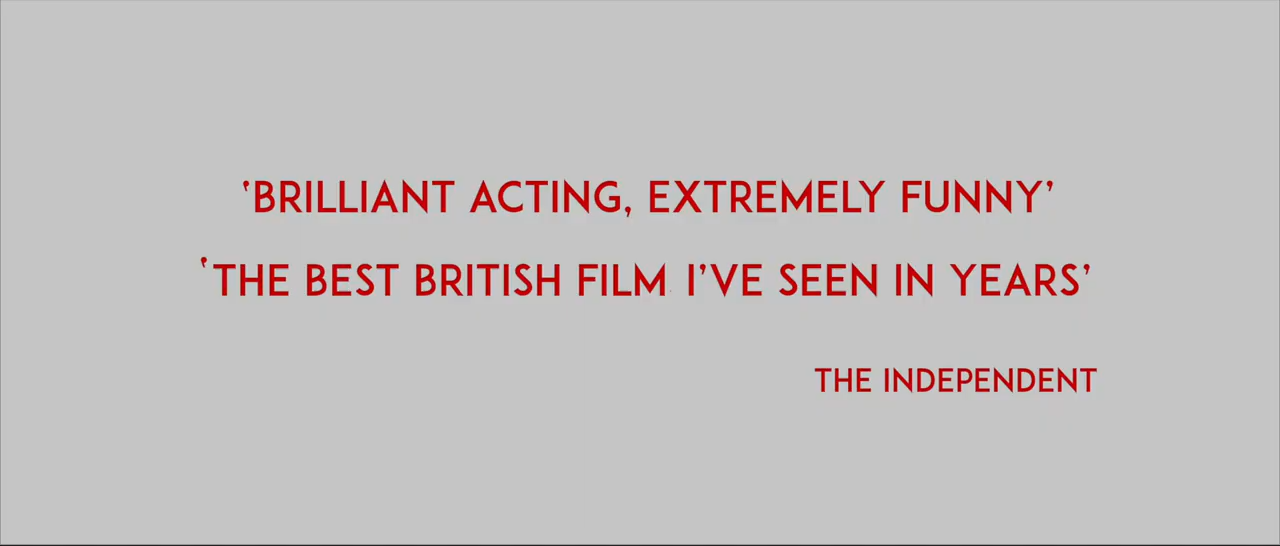 ‘BRILLIANT ACTING, EXTREMELY FUNNY’
‘THE BEST BRITISH FILM I’VE SEEN IN YEARS’
THE INDEPENDENT